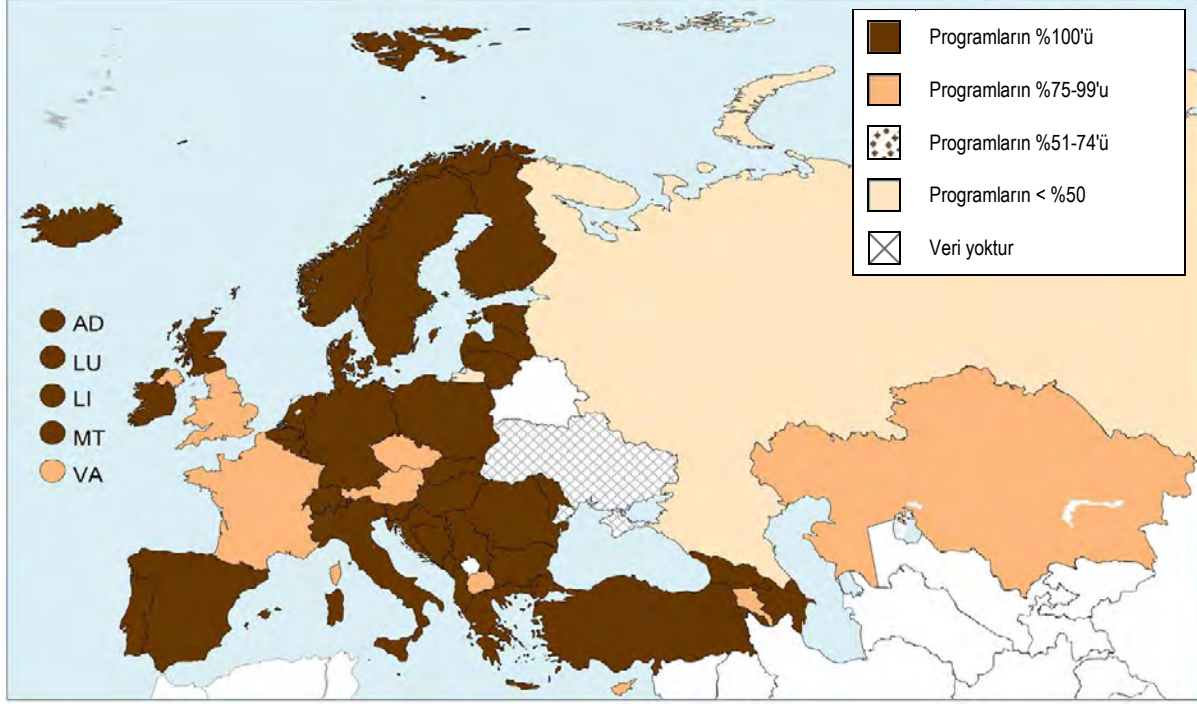 Programların %100'ü
Programların %75-99'u
Programların %51-74'ü
Programların < %50
Veri yoktur
AD
LU
LI
MT
VA